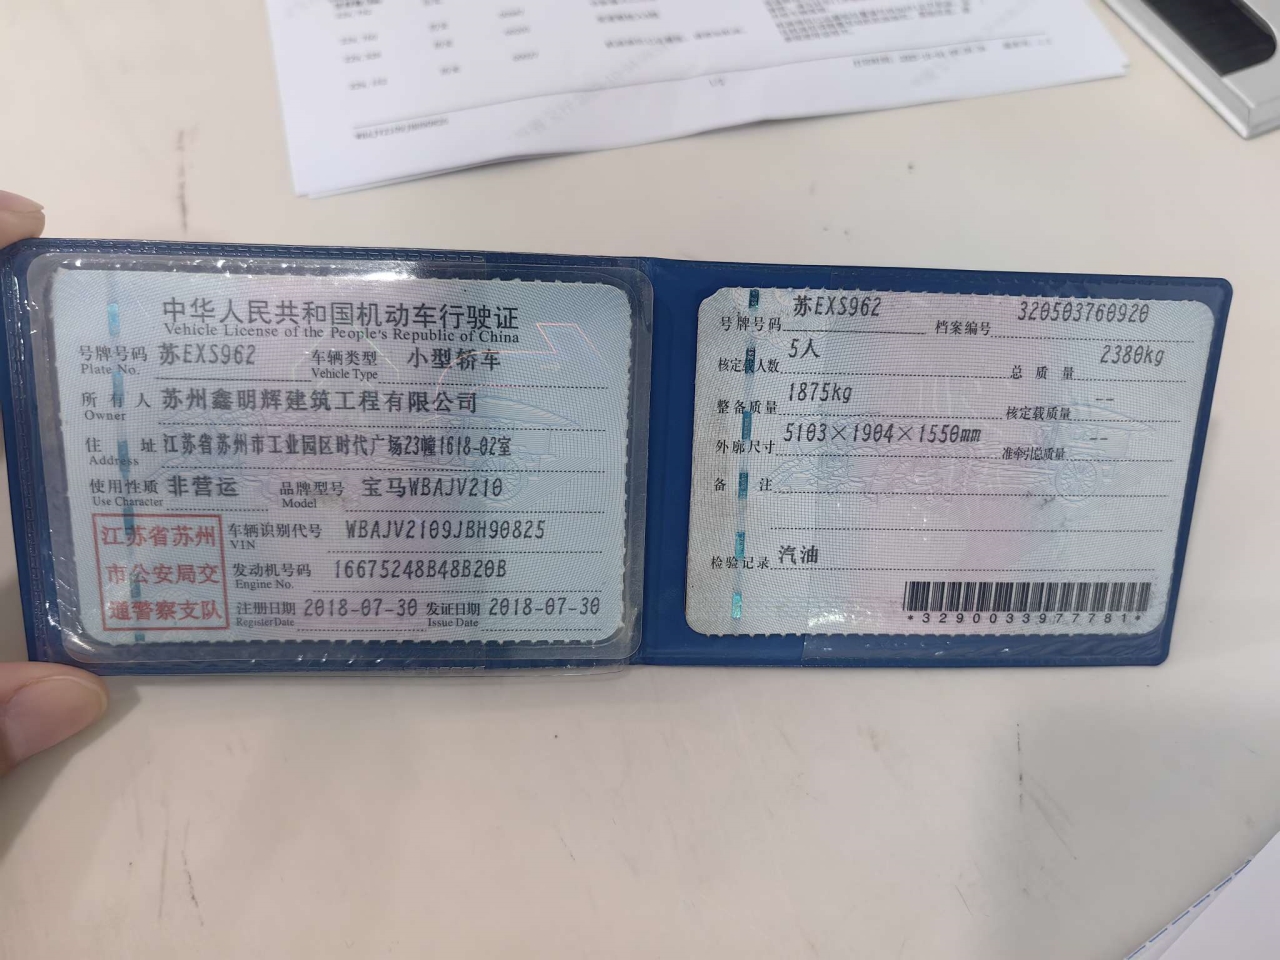 中华人民共和国机动车行驶证
Vehicle License of the People's Republic of China
号牌号码 苏EXS962 车辆类型 小型轿车
Plate No. Vehicle Type
所有人 苏州鑫明辉建筑工程有限公司
Owner
住址 江苏省苏州市工业园区时代广场23幢1618-02室
Address
使用性质 非营运 品牌型号 宝马WBAJV210
Use Character Model
江苏省苏州
市公安局交
通警察支队
车辆识别代号 WBAJV2109JBH90825
VIN
发动机号码 16675248B48B20B
Engine No.
注册日期 2018-07-30 发证日期 2018-07-30
Register Date Issue Date
号牌号码 苏EXS962 档案编号 320503760920
核定载人数 5人 总质量 2380kg
整备质量 1875kg 核定载质量 --
外廓尺寸 5103×1904×1550mm 准牵引总质量 --
备注
检验记录 汽油
*3290033977781*